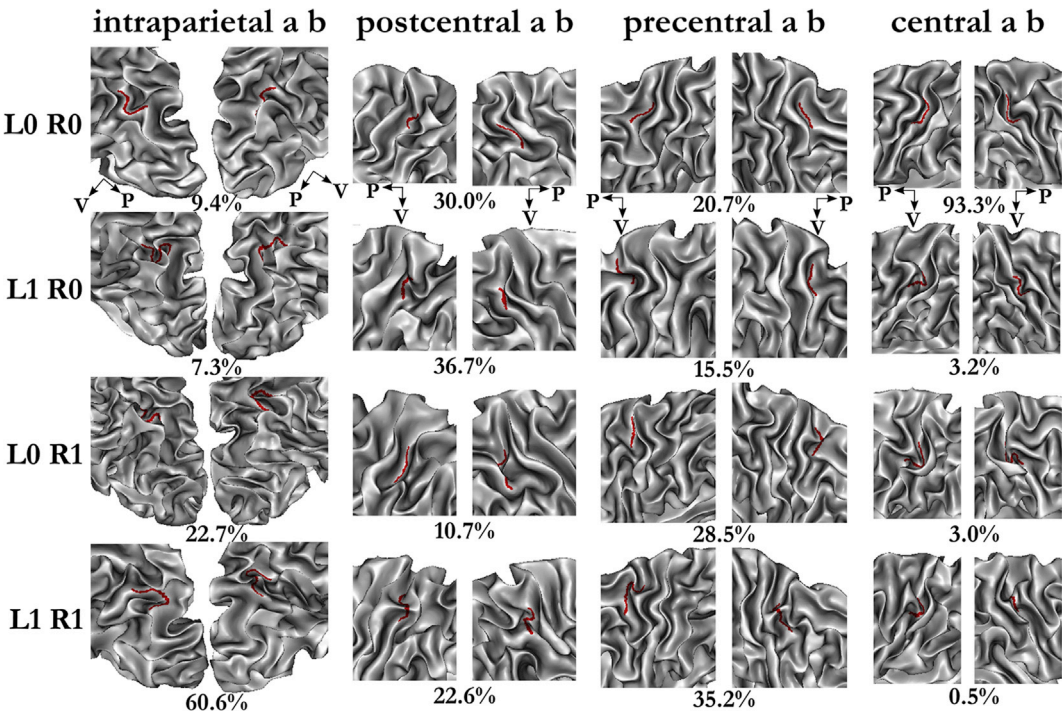 intraparietal a b postcentral a b precentral a b central a b
L0 R0
V P P V P P P P P P
9.4% 30.0% 20.7% 93.3%
V V V V V V
L1 R0
7.3% 36.7% 15.5% 3.2%
L0 R1
22.7% 10.7% 28.5% 3.0%
L1 R1
60.6% 22.6% 35.2% 0.5%